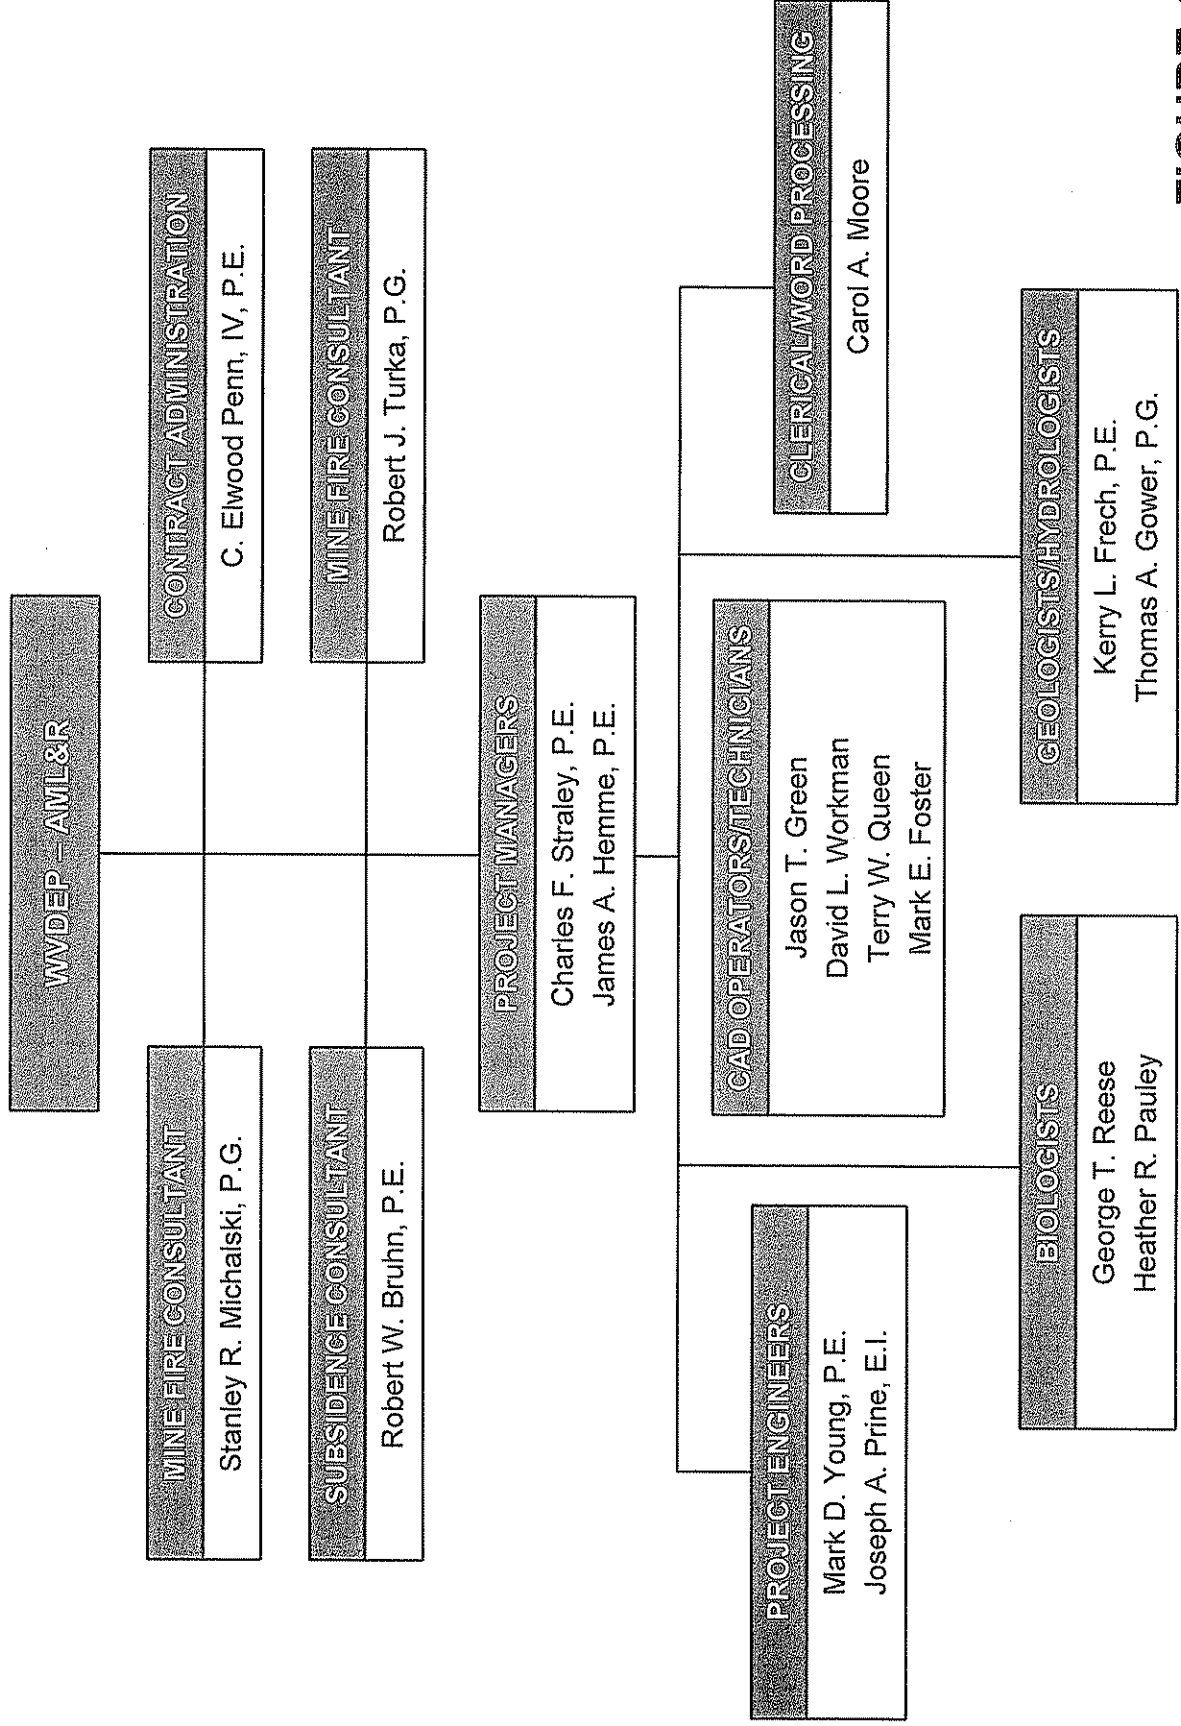 WVDEP – AML&R
MINE FIRE CONSULTANT
Stanley R. Michalski, P.G.
CONTRACT ADMINISTRATION
C. Elwood Penn, IV, P.E.
SUBSIDENCE CONSULTANT
Robert W. Bruhn, P.E.
MINE FIRE CONSULTANT
Robert J. Turka, P.G.
PROJECT MANAGERS
Charles F. Straley, P.E.
James A. Hemme, P.E.
PROJECT ENGINEERS
Mark D. Young, P.E.
Joseph A. Prine, E.I.
CAD OPERATORS/TECHNICIANS
Jason T. Green
David L. Workman
Terry W. Queen
Mark E. Foster
CLERICAL/WORD PROCESSING
Carol A. Moore
BIOLOGISTS
George T. Reese
Heather R. Pauley
GEOLOGISTS/HYDROLOGISTS
Kerry L. Frech, P.E.
Thomas A. Gower, P.G.